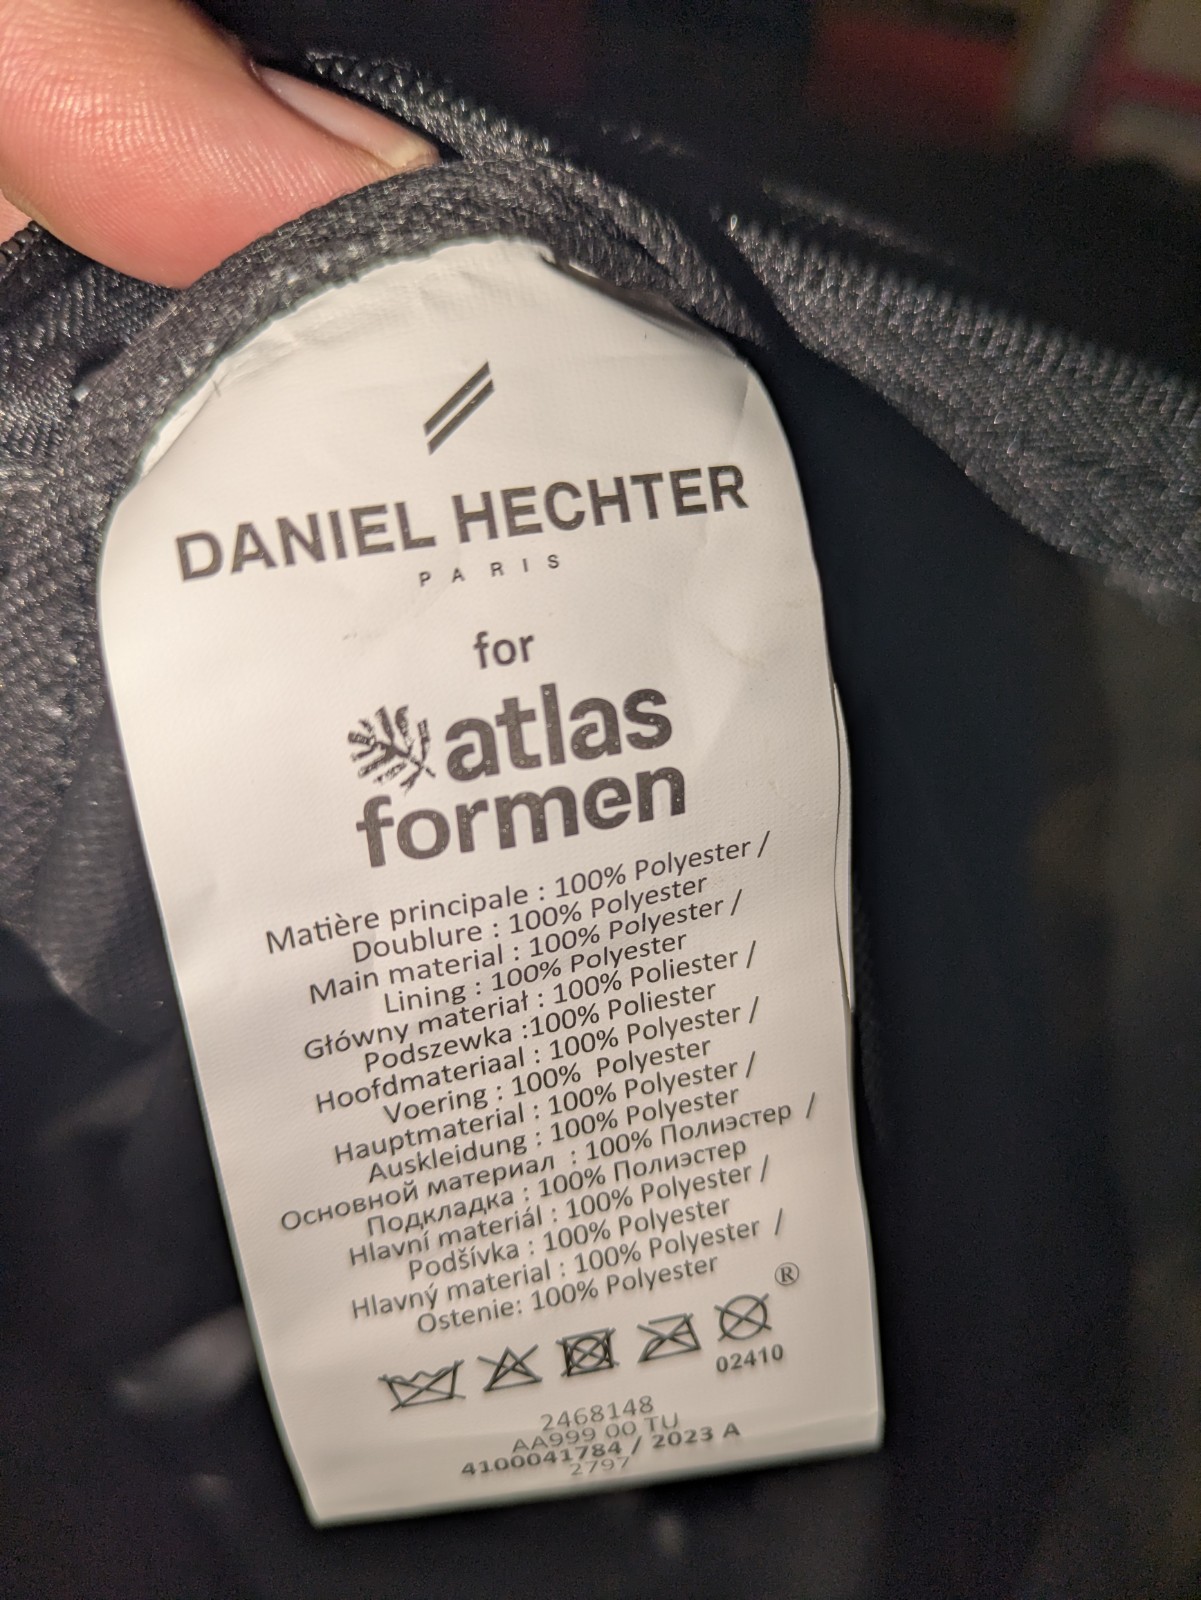 DANIEL HECHTER
PARIS
for
atlas
formen
Matière principale : 100% Polyester /
Doublure : 100% Polyester
Main material : 100% Polyester /
Lining : 100% Polyester
Główny materiał : 100% Poliester /
Podszewka :100% Poliester
Hoofdmateriaal : 100% Polyester /
Voering : 100% Polyester
Hauptmaterial : 100% Polyester /
Auskleidung : 100% Polyester
Основной материал : 100% Полиэстер /
Подкладка : 100% Полиэстер
Hlavní materiál : 100% Polyester /
Podšívka : 100% Polyester
Hlavný material : 100% Polyester /
Ostenie: 100% Polyester
®
02410
2468148
AA999 00 TU
4100041784 / 2023 A
2797